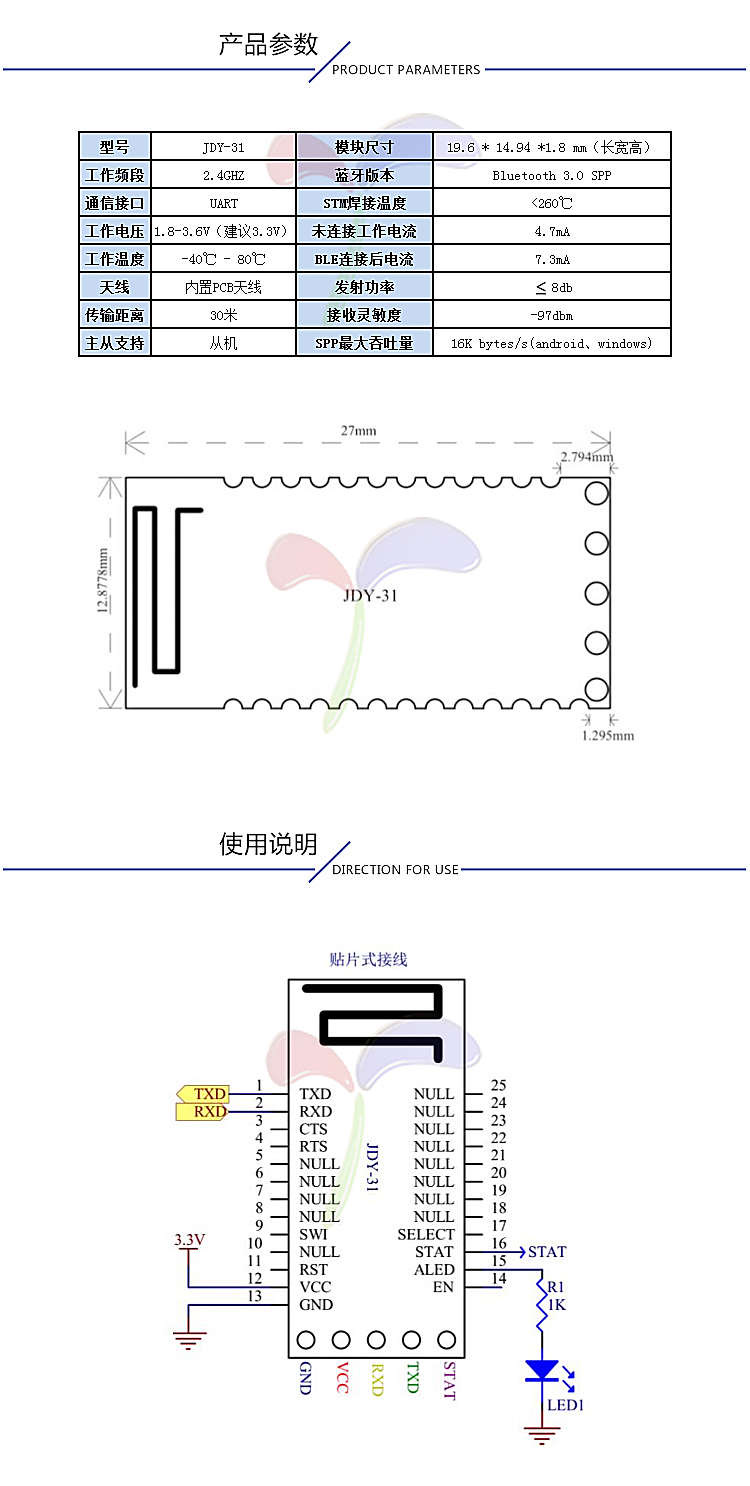 产品参数
PRODUCT PARAMETERS
型号 JDY-31 模块尺寸 19.6 * 14.94 *1.8 mm（长宽高）
工作频段 2.4GHZ 蓝牙版本 Bluetooth 3.0 SPP
通信接口 UART STM焊接温度 <260℃
工作电压 1.8-3.6V（建议3.3V） 未连接工作电流 4.7mA
工作温度 -40℃ - 80℃ BLE连接后电流 7.3mA
天线 内置PCB天线 发射功率 ≤ 8db
传输距离 30米 接收灵敏度 -97dbm
主从支持 从机 SPP最大吞吐量 16K bytes/s(android、windows)
27mm
2.794mm
12.8778mm
JDY-31
1.295mm
使用说明
DIRECTION FOR USE
贴片式接线
TXD 1 TXD NULL 25
RXD 2 RXD NULL 24
3 CTS NULL 23
4 RTS NULL 22
5 NULL NULL 21
6 NULL NULL 20
7 NULL NULL 19
8 NULL NULL 18
9 SWI SELECT 17
10 NULL STAT 16 STAT
11 RST ALED 15
12 VCC EN 14
13 GND
JDY-31
3.3V
R1
1K
GND VCC RXD TXD STAT
LED1